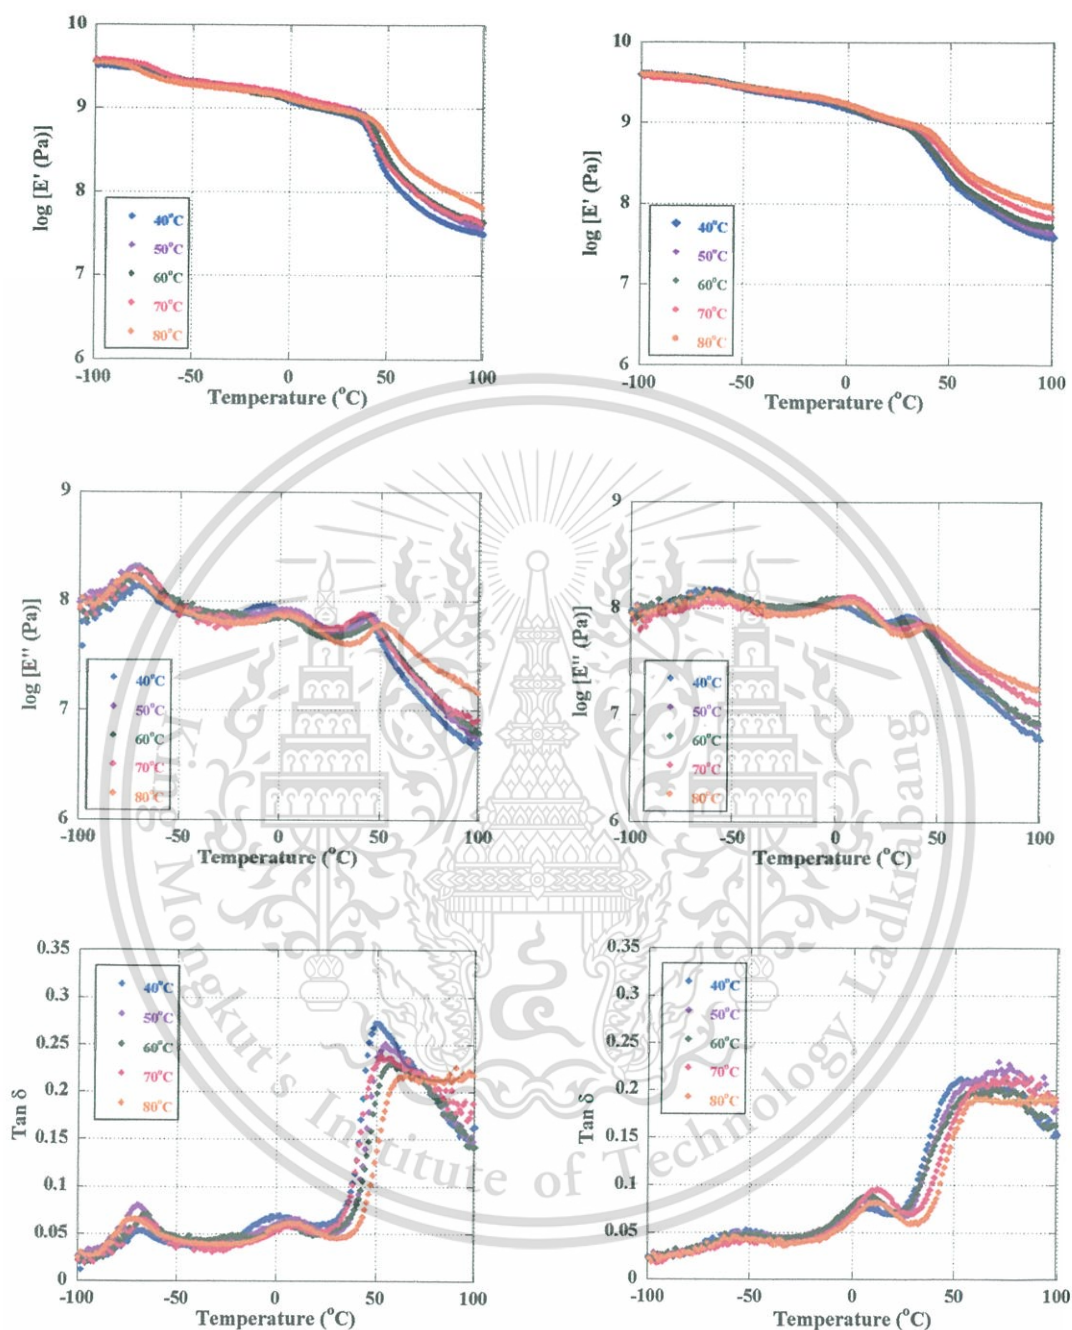 10
9
8
7
6
log [E' (Pa)]
40°C
50°C
60°C
70°C
80°C
-100
-50
0
50
100
Temperature (°C)
10
9
8
7
6
log [E' (Pa)]
40°C
50°C
60°C
70°C
80°C
-100
-50
0
50
100
Temperature (°C)
9
8
7
6
log [E'' (Pa)]
40°C
50°C
60°C
70°C
80°C
-100
-50
0
50
100
Temperature (°C)
9
8
7
6
log [E'' (Pa)]
40°C
50°C
60°C
70°C
80°C
-100
-50
0
50
100
Temperature (°C)
0.35
0.3
0.25
0.2
0.15
0.1
0.05
0
Tan δ
40°C
50°C
60°C
70°C
80°C
-100
-50
0
50
100
Temperature (°C)
0.35
0.3
0.25
0.2
0.15
0.1
0.05
0
Tan δ
40°C
50°C
60°C
70°C
80°C
-100
-50
0
50
100
Temperature (°C)
King Mongkut's Institute of Technology Ladkrabang